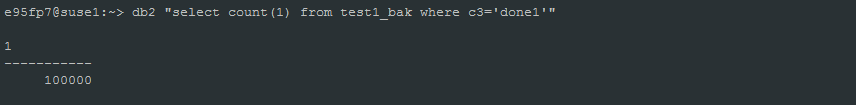 e95fp7@suse1:~> db2 "select count(1) from test1_bak where c3='done1'"
1
-----------
100000